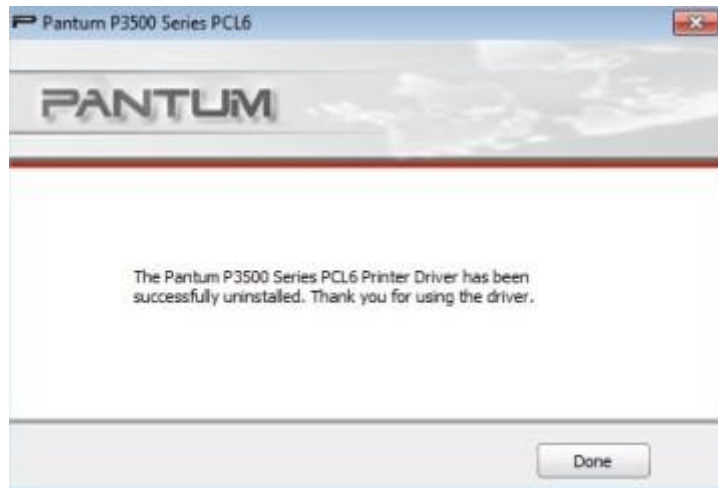 Pantum P3500 Series PCL6
PANTUM
The Pantum P3500 Series PCL6 Printer Driver has been
successfully uninstalled. Thank you for using the driver.
Done